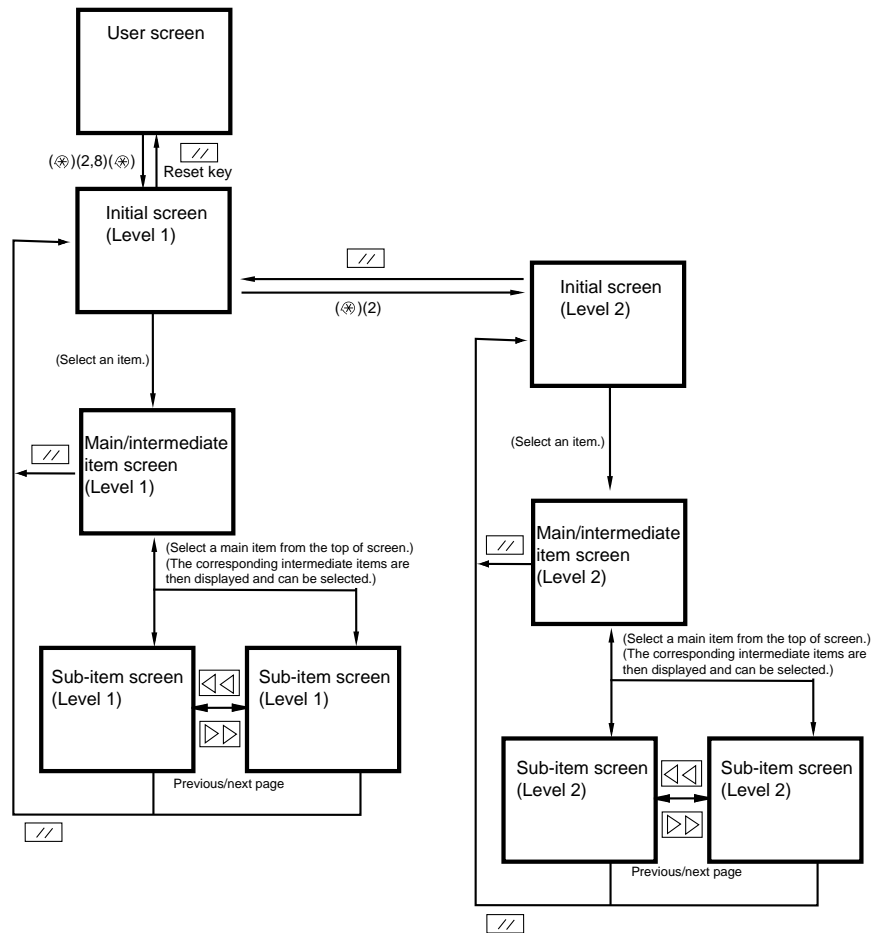 User screen
(✻)(2,8)(✻)
//
Reset key
Initial screen
(Level 1)
//
(✻)(2)
Initial screen
(Level 2)
(Select an item.)
Main/intermediate
item screen
(Level 1)
//
(Select an item.)
Main/intermediate
item screen
(Level 2)
//
(Select a main item from the top of screen.)
(The corresponding intermediate items are
then displayed and can be selected.)
(Select a main item from the top of screen.)
(The corresponding intermediate items are
then displayed and can be selected.)
Sub-item screen
(Level 1)
Sub-item screen
(Level 1)
Previous/next page
//
Sub-item screen
(Level 2)
Sub-item screen
(Level 2)
Previous/next page
//